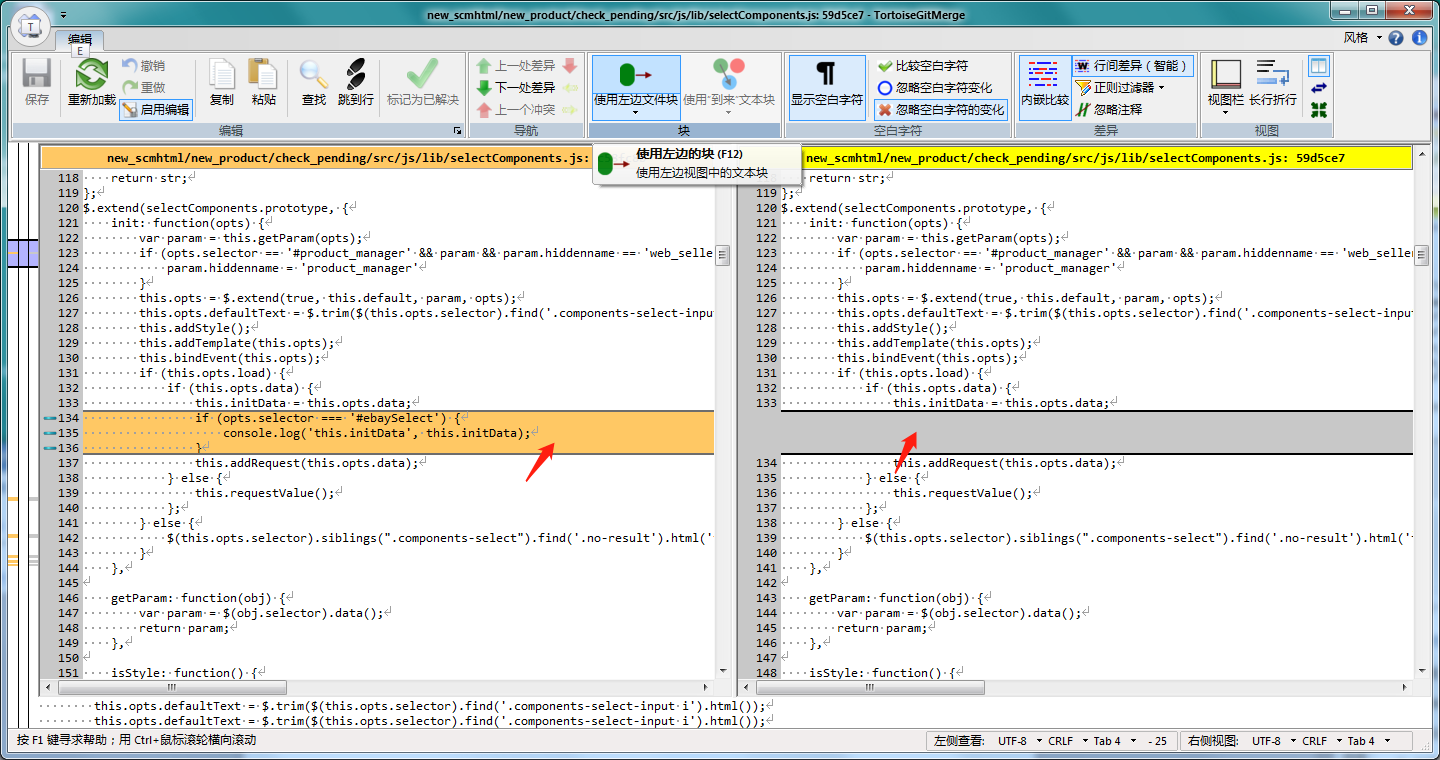 new_scmhtml/new_product/check_pending/src/js/lib/selectComponents.js: 59d5ce7 - TortoiseGitMerge
T
编辑
E
风格
保存
重新加载
撤销
重做
启用编辑
复制
粘贴
查找
跳到行
标记为已解决
编辑
上一处差异
下一处差异
上一个冲突
导航
使用左边文件块
使用"到来"文本块
块
显示空白字符
比较空白字符
忽略空白字符变化
忽略空白字符的变化
空白字符
内嵌比较
行间差异（智能）
正则过滤器
忽略注释
差异
视图栏
长行折行
视图
使用左边的块 (F12)
使用左边视图中的文本块
new_scmhtml/new_product/check_pending/src/js/lib/selectComponents.js:
118 return str;
119 };
120 $.extend(selectComponents.prototype, {
121 init: function(opts) {
122 var param = this.getParam(opts);
123 if (opts.selector == '#product_manager' && param && param.hiddenname == 'web_selle
124 param.hiddenname = 'product_manager'
125 }
126 this.opts = $.extend(true, this.default, param, opts);
127 this.opts.defaultText = $.trim($(this.opts.selector).find('.components-select-input
128 this.addStyle();
129 this.addTemplate(this.opts);
130 this.bindEvent(this.opts);
131 if (this.opts.load) {
132 if (this.opts.data) {
133 this.initData = this.opts.data;
134 if (opts.selector === '#ebaySelect') {
135 console.log('this.initData', this.initData);
136 }
137 this.addRequest(this.opts.data);
138 } else {
139 this.requestValue();
140 };
141 } else {
142 $(this.opts.selector).siblings(".components-select").find('.no-result').html('
143 }
144 },
145
146 getParam: function(obj) {
147 var param = $(obj.selector).data();
148 return param;
149 },
150
151 isStyle: function() {
new_scmhtml/new_product/check_pending/src/js/lib/selectComponents.js: 59d5ce7
118 return str;
119 };
120 $.extend(selectComponents.prototype, {
121 init: function(opts) {
122 var param = this.getParam(opts);
123 if (opts.selector == '#product_manager' && param && param.hiddenname == 'web_seller
124 param.hiddenname = 'product_manager'
125 }
126 this.opts = $.extend(true, this.default, param, opts);
127 this.opts.defaultText = $.trim($(this.opts.selector).find('.components-select-input
128 this.addStyle();
129 this.addTemplate(this.opts);
130 this.bindEvent(this.opts);
131 if (this.opts.load) {
132 if (this.opts.data) {
133 this.initData = this.opts.data;
134 this.addRequest(this.opts.data);
135 } else {
136 this.requestValue();
137 };
138 } else {
139 $(this.opts.selector).siblings(".components-select").find('.no-result').html('
140 }
141 },
142
143 getParam: function(obj) {
144 var param = $(obj.selector).data();
145 return param;
146 },
147
148 isStyle: function() {
this.opts.defaultText = $.trim($(this.opts.selector).find('.components-select-input i').html());
this.opts.defaultText = $.trim($(this.opts.selector).find('.components-select-input i').html());
按 F1 键寻求帮助；用 Ctrl+鼠标滚轮横向滚动
左侧查看: UTF-8 CRLF Tab 4 - 25
右侧视图: UTF-8 CRLF Tab 4